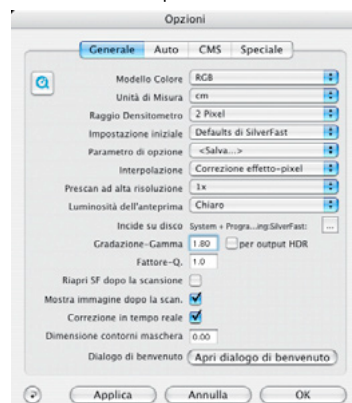 Opzioni
Generale Auto CMS Speciale
Modello Colore RGB
Unità di Misura cm
Raggio Densitometro 2 Pixel
Impostazione iniziale Defaults di SilverFast
Parametro di opzione <Salva...>
Interpolazione Correzione effetto-pixel
Prescan ad alta risoluzione 1x
Luminosità dell'anteprima Chiaro
Incide su disco System + Progra...ing:SilverFast: ...
Gradazione-Gamma 1.80 per output HDR
Fattore-Q. 1.0
Riapri SF dopo la scansione
Mostra immagine dopo la scan.
Correzione in tempo reale
Dimensione contorni maschera 0.00
Dialogo di benvenuto Apri dialogo di benvenuto
Applica Annulla OK